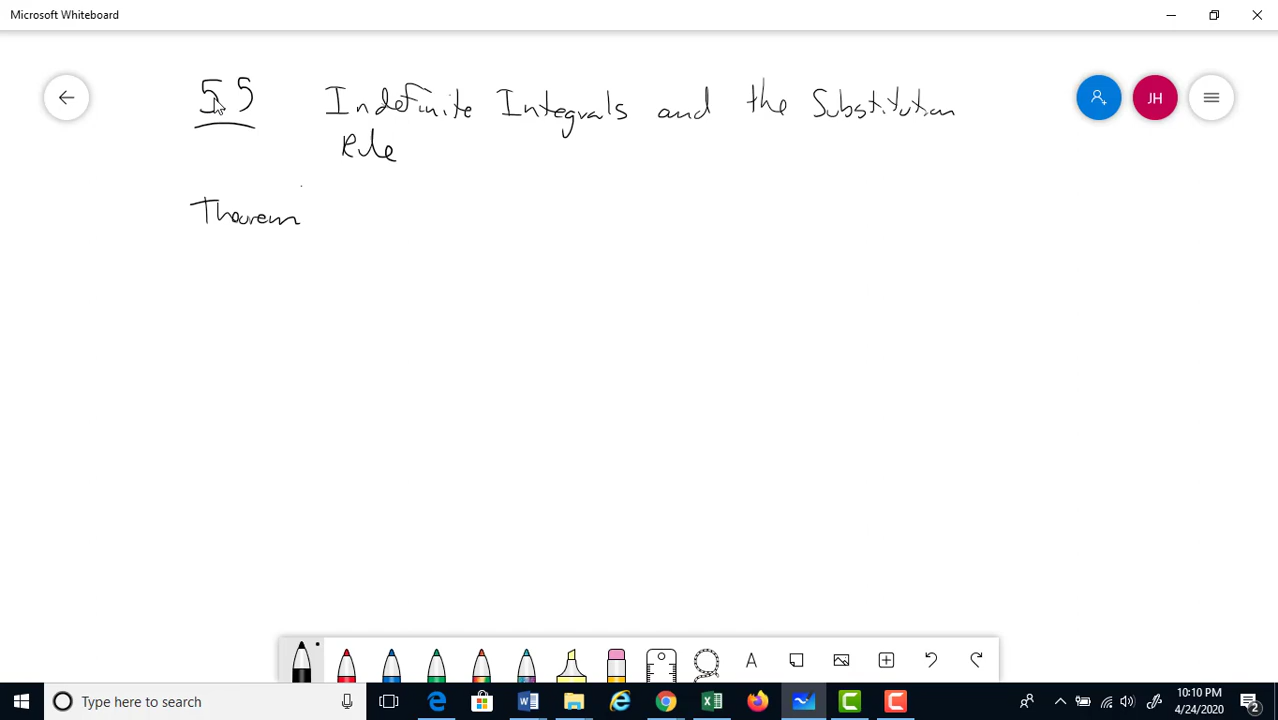 Microsoft Whiteboard
5.5 Indefinite Integrals and the Substitution
Rule
JH
Theorem
A
Type here to search
10:10 PM
4/24/2020
2